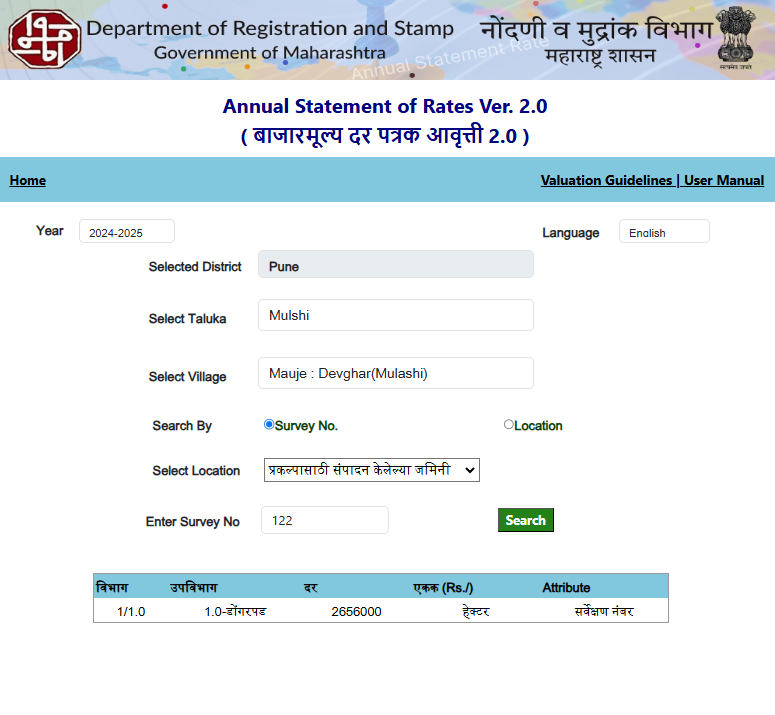 Department of Registration and Stamp
Government of Maharashtra
नोंदणी व मुद्रांक विभाग
महाराष्ट्र शासन
सत्यमेव जयते
Annual Statement Rate
Annual Statement of Rates Ver. 2.0
( बाजारमूल्य दर पत्रक आवृत्ती 2.0 )
Home
Valuation Guidelines | User Manual
Year 2024-2025 Language English
Selected District Pune
Select Taluka Mulshi
Select Village Mauje : Devghar(Mulashi)
Search By Survey No. Location
Select Location प्रकल्पासाठी संपादन केलेल्या जमिनी
Enter Survey No 122 Search
विभाग उपविभाग दर एकक (Rs./) Attribute
1/1.0 1.0-डोंगरपड 2656000 हेक्टर सर्वेक्षण नंबर